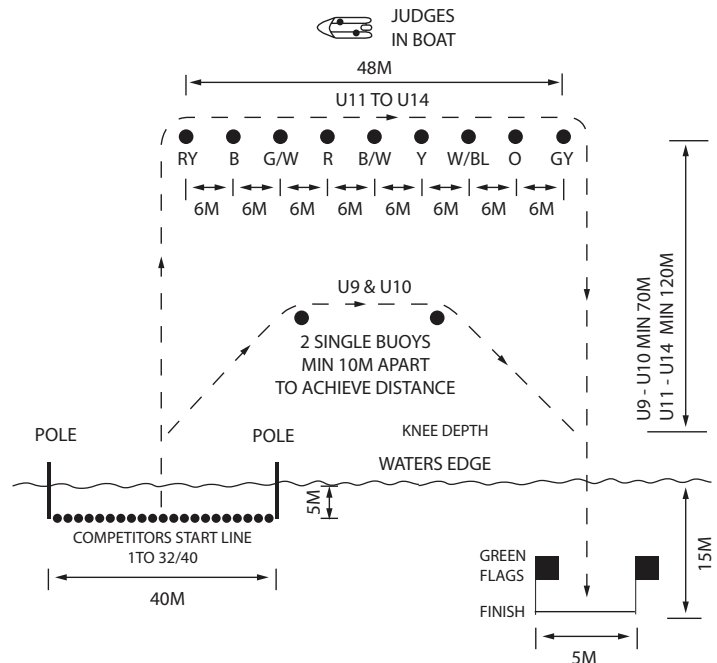 JUDGES
IN BOAT
48M
U11 TO U14
RY B G/W R B/W Y W/BL O GY
6M 6M 6M 6M 6M 6M 6M 6M
U9 & U10
2 SINGLE BUOYS
MIN 10M APART
TO ACHIEVE DISTANCE
U9 - U10 MIN 70M
U11 - U14 MIN 120M
POLE
POLE
KNEE DEPTH
WATERS EDGE
5M
COMPETITORS START LINE
1TO 32/40
40M
GREEN
FLAGS
FINISH
15M
5M